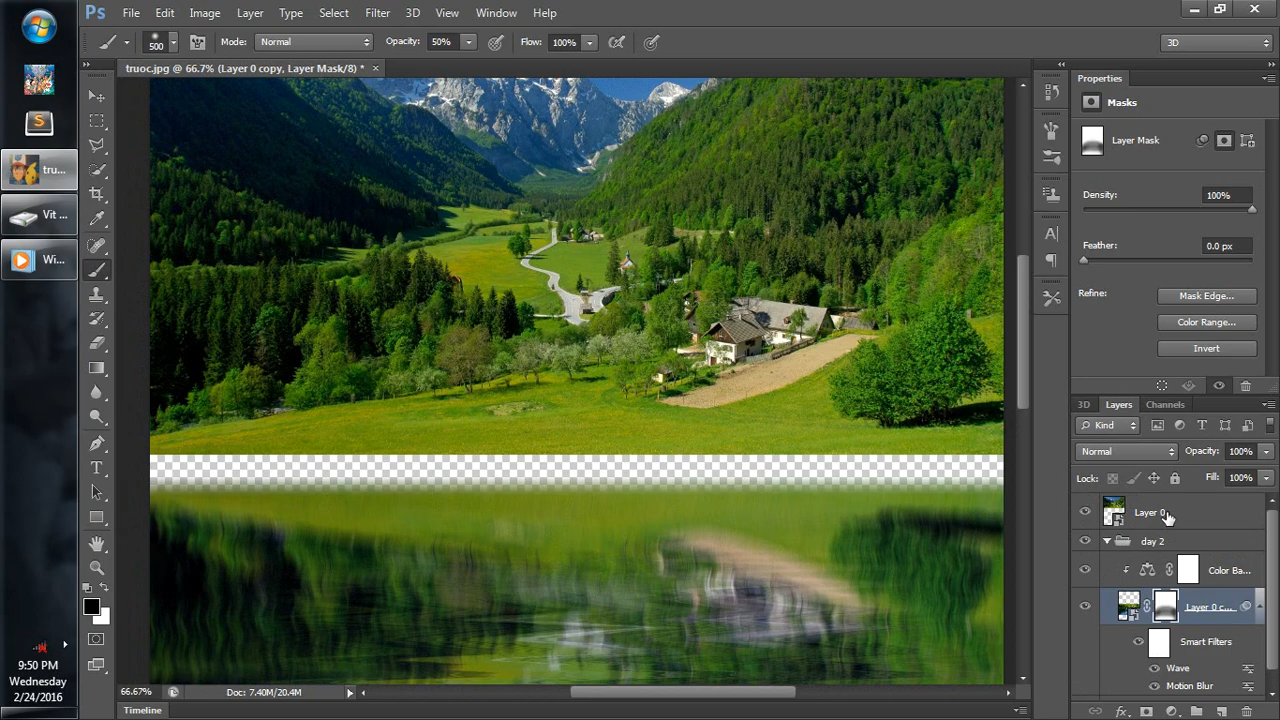 Ps File Edit Image Layer Type Select Filter 3D View Window Help
500 Mode: Normal Opacity: 50% Flow: 100% 3D
truoc.jpg @ 66.7% (Layer 0 copy, Layer Mask/8) * ×
Properties
Masks
Layer Mask
Density: 100%
Feather: 0.0 px
Refine: Mask Edge...
Color Range...
Invert
3D Layers Channels
Kind
Normal Opacity: 100%
Lock: Fill: 100%
Layer 0
day 2
Color Ba...
Layer 0 c...
Smart Filters
Wave
Motion Blur
S
tru...
Vit ...
Wi...
9:50 PM
Wednesday
2/24/2016
66.67% Doc: 7.40M/20.4M
Timeline